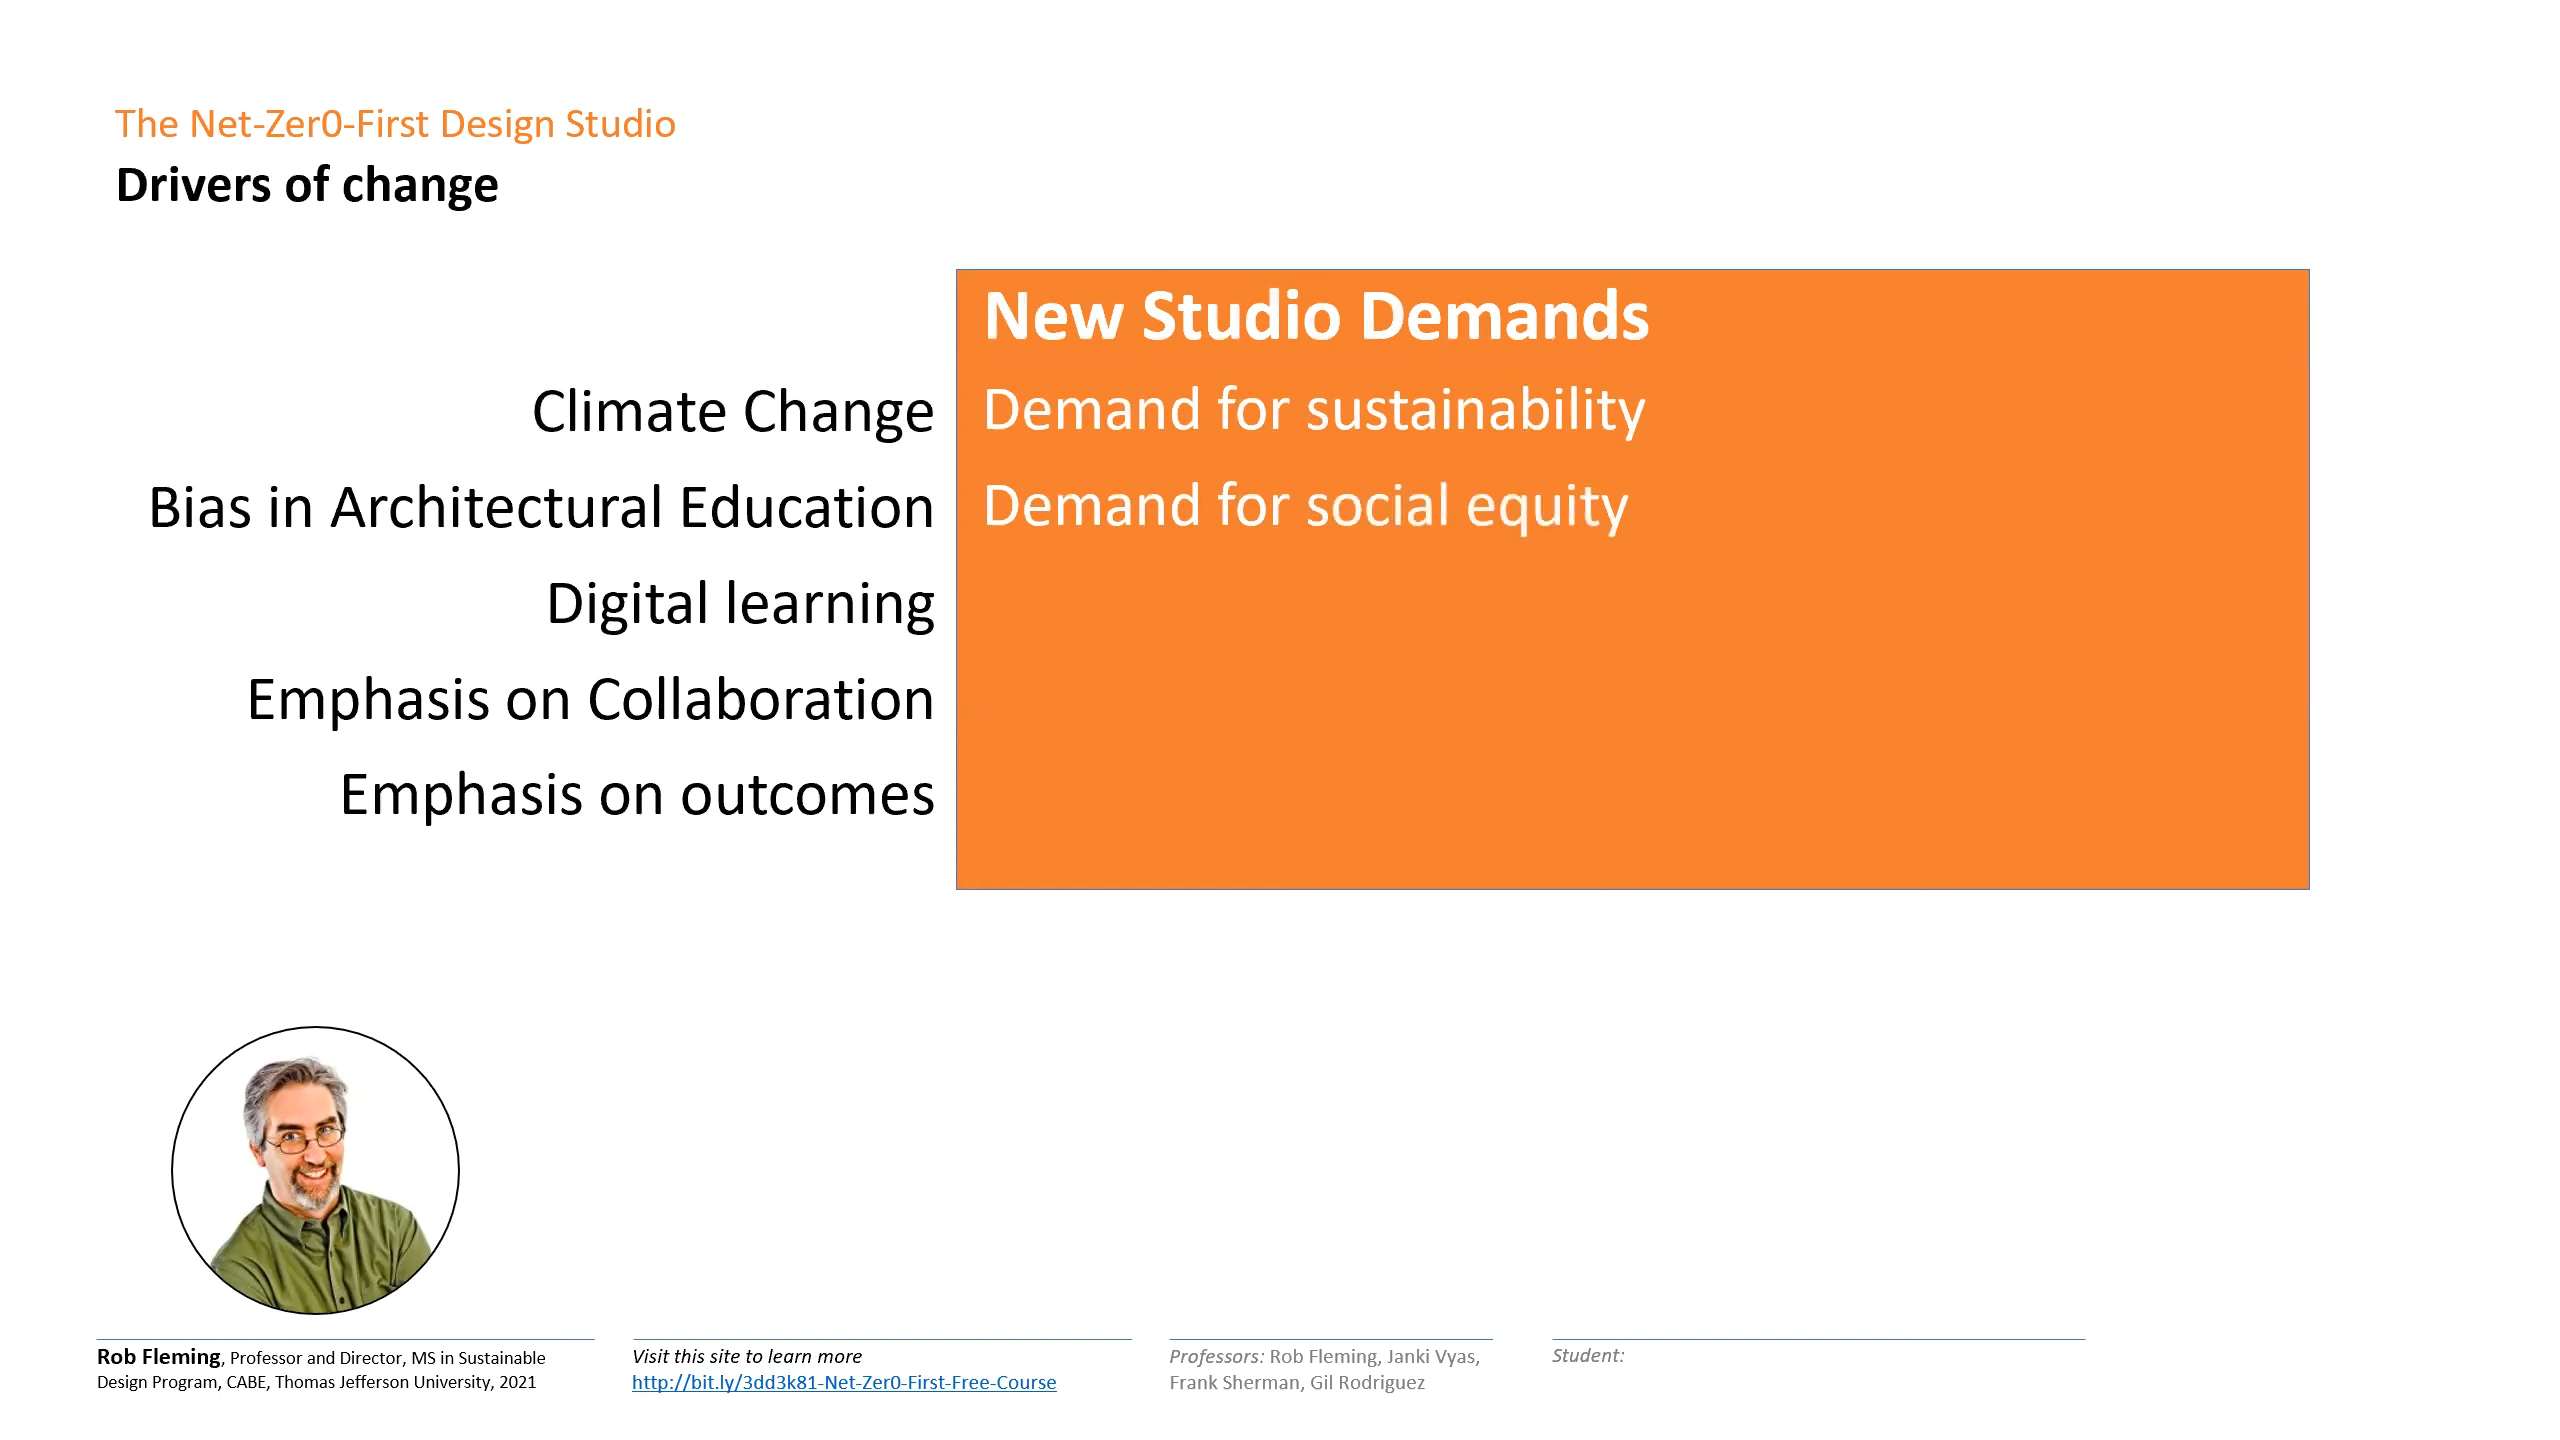 The Net-Zer0-First Design Studio
Drivers of change
New Studio Demands
Climate Change
Demand for sustainability
Bias in Architectural Education
Demand for social equity
Digital learning
Emphasis on Collaboration
Emphasis on outcomes
Rob Fleming, Professor and Director, MS in Sustainable
Design Program, CABE, Thomas Jefferson University, 2021
Visit this site to learn more
http://bit.ly/3dd3k81-Net-Zer0-First-Free-Course
Professors: Rob Fleming, Janki Vyas,
Frank Sherman, Gil Rodriguez
Student: